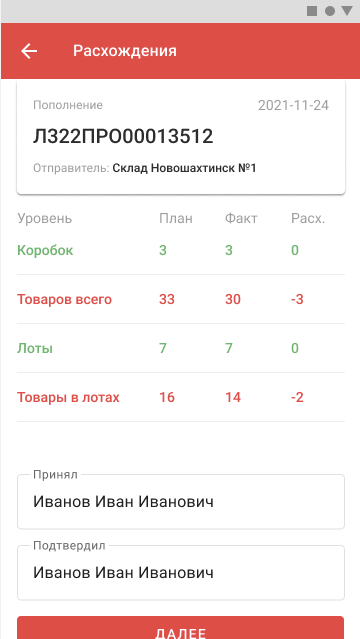 Расхождения
Пополнение 2021-11-24
Л322ПРО00013512
Отправитель: Склад Новошахтинск №1
Уровень План Факт Расх.
Коробок 3 3 0
Товаров всего 33 30 -3
Лоты 7 7 0
Товары в лотах 16 14 -2
Принял
Иванов Иван Иванович
Подтвердил
Иванов Иван Иванович
ДАЛЕЕ